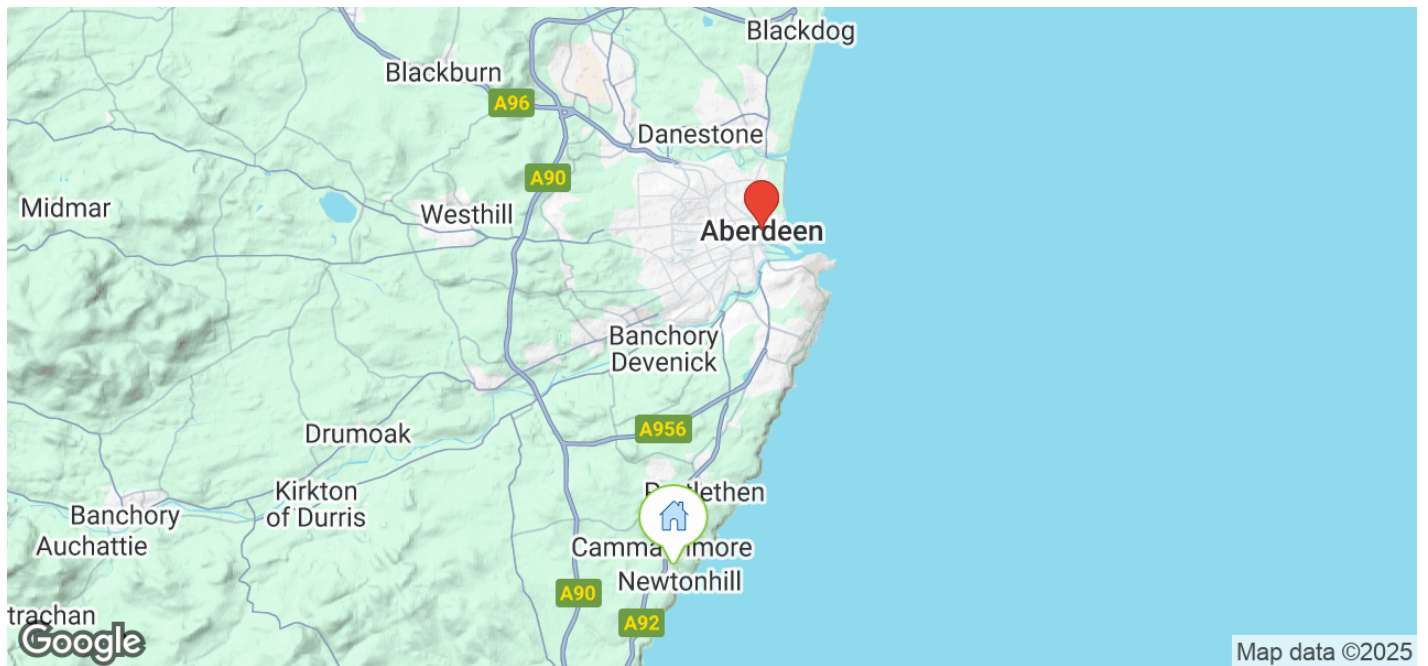 Blackdog
Blackburn
A96
Danestone
A90
Midmar
Westhill
Aberdeen
Banchory
Devenick
A956
Drumoak
Kirkton
of Durris
Banchory
Auchattie
Newtonhill
A90
A92
trachan
Google
Map data ©2025